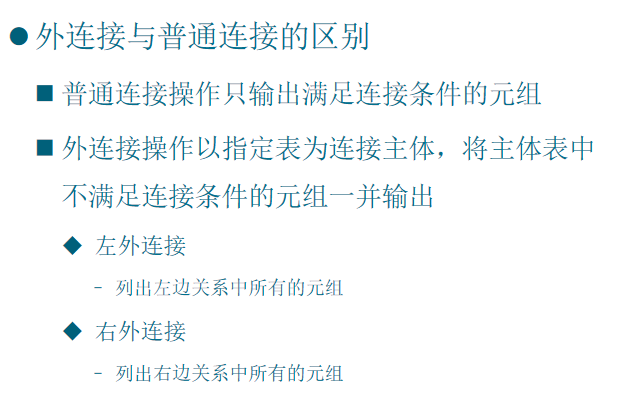 ● 外连接与普通连接的区别
■ 普通连接操作只输出满足连接条件的元组
■ 外连接操作以指定表为连接主体，将主体表中
不满足连接条件的元组一并输出
◆ 左外连接
- 列出左边关系中所有的元组
◆ 右外连接
- 列出右边关系中所有的元组